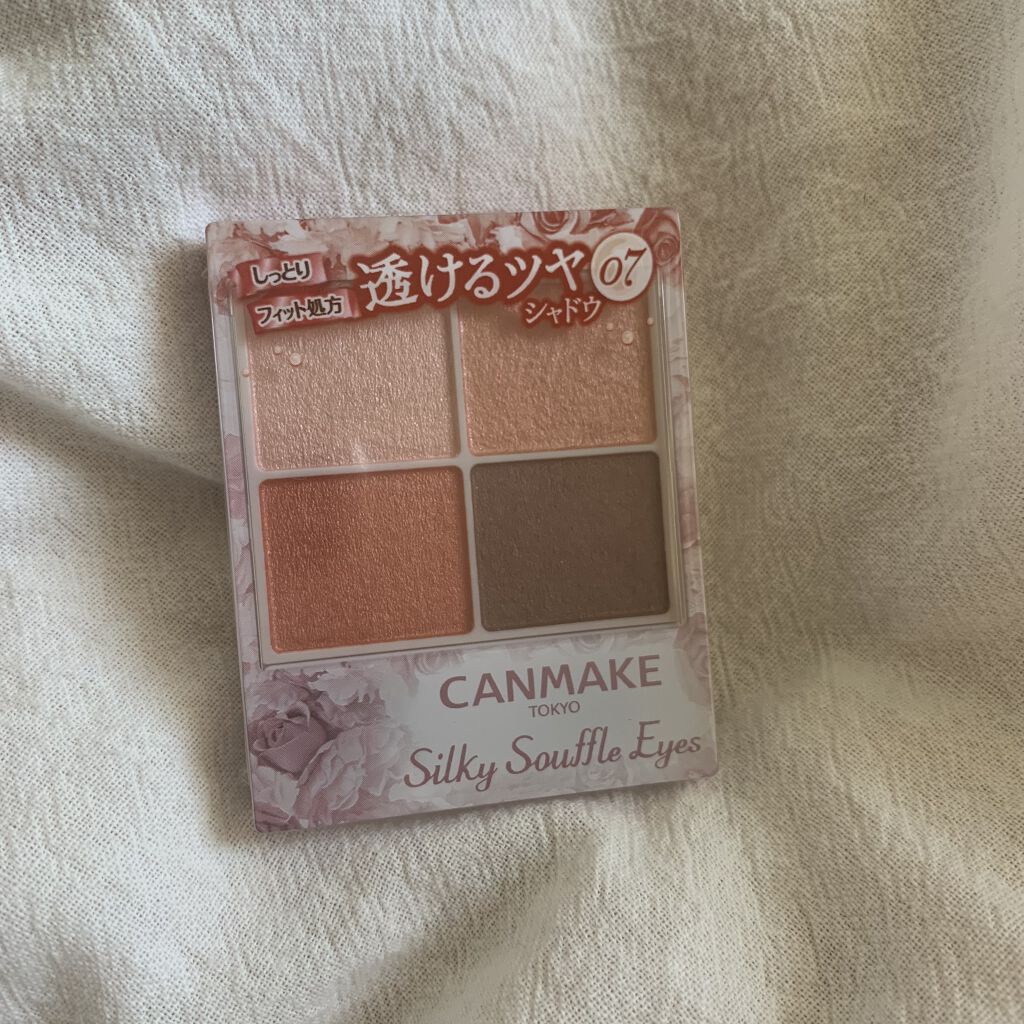 しっとり
フィット処方
透けるツヤ
シャドウ
07
CANMAKE
TOKYO
Silky Souffle Eyes